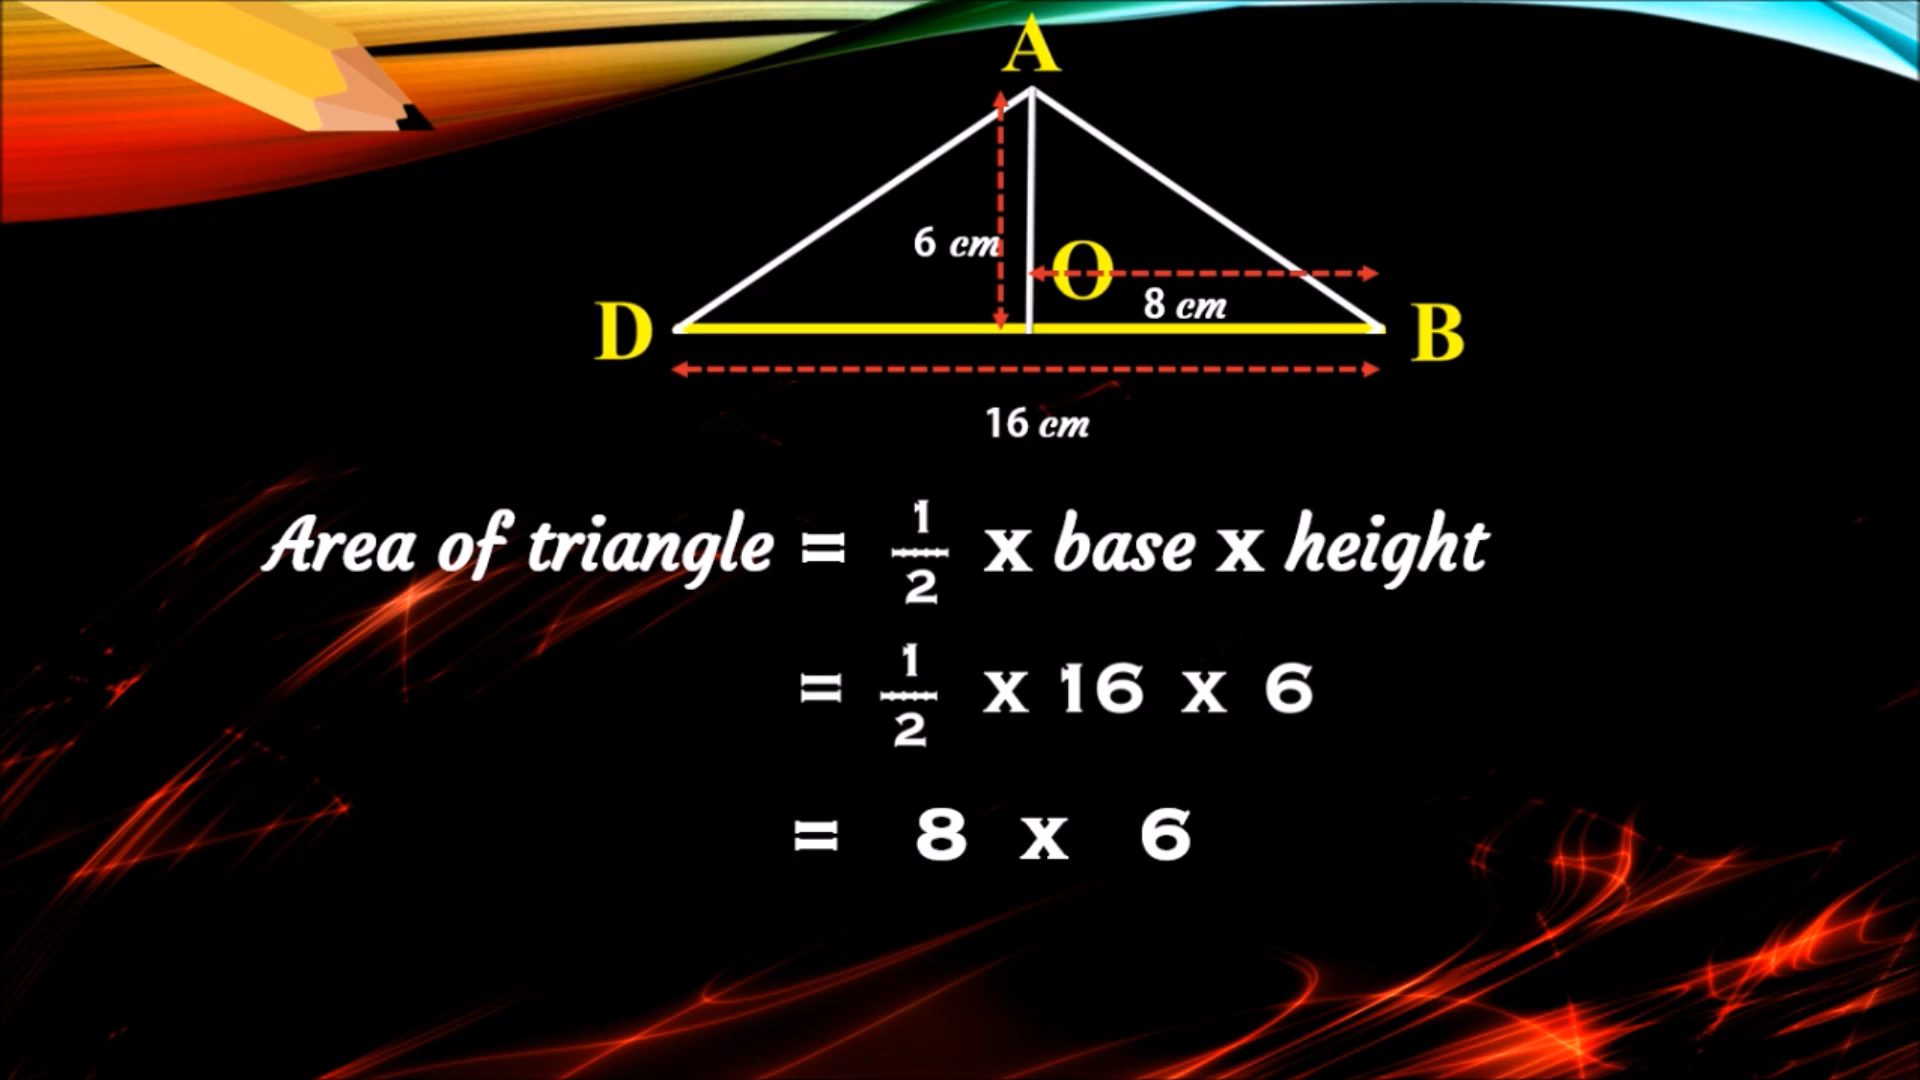 A
6 cm
O
8 cm
D
B
16 cm
Area of triangle = 1/2 x base x height
= 1/2 x 16 x 6
= 8 x 6